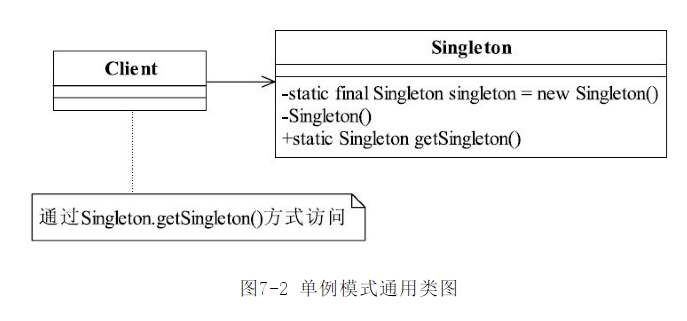 Singleton
Client
-static final Singleton singleton = new Singleton()
-Singleton()
+static Singleton getSingleton()
通过Singleton.getSingleton()方式访问
图7-2 单例模式通用类图